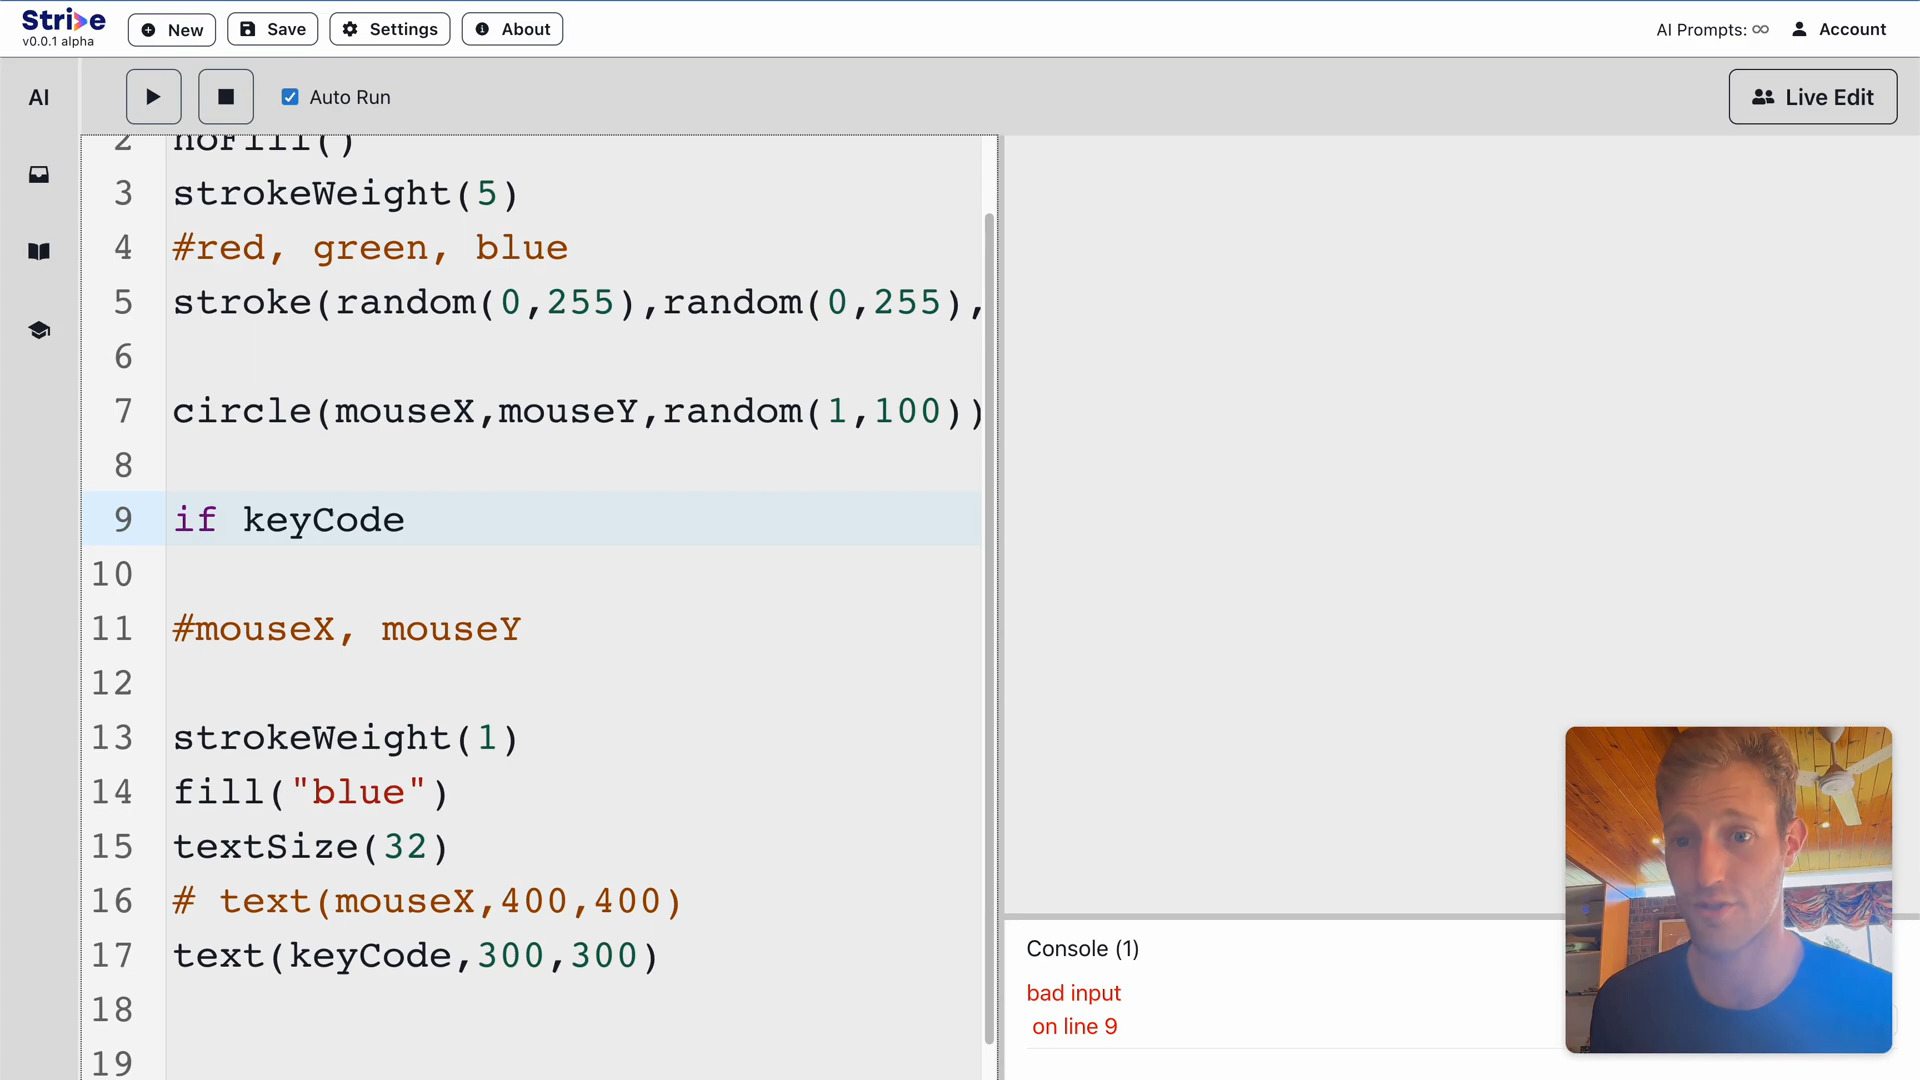 Strive
v0.0.1 alpha
New
Save
Settings
About
AI Prompts: ∞
Account
AI
Auto Run
Live Edit
2 noFill()
3 strokeWeight(5)
4 #red, green, blue
5 stroke(random(0,255),random(0,255),
6
7 circle(mouseX,mouseY,random(1,100))
8
9 if keyCode
10
11 #mouseX, mouseY
12
13 strokeWeight(1)
14 fill("blue")
15 textSize(32)
16 # text(mouseX,400,400)
17 text(keyCode,300,300)
18
19
Console (1)
bad input
on line 9